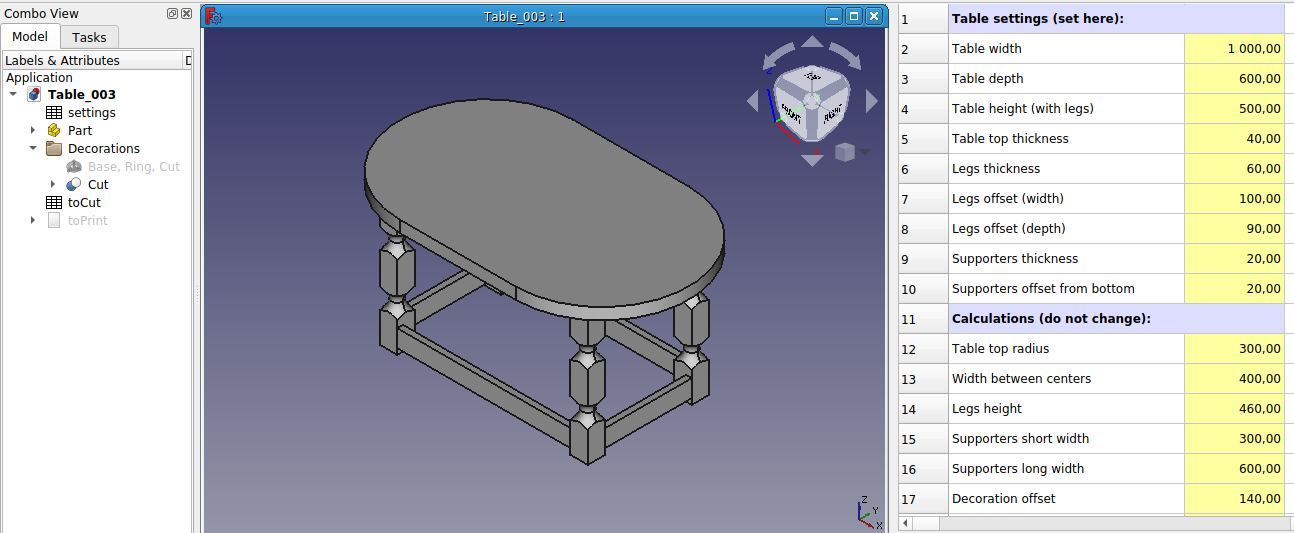 Combo View
Model
Tasks
Labels & Attributes
D
Application
Table_003
settings
Part
Decorations
Base, Ring, Cut
Cut
toCut
toPrint
Table_003 : 1
FRONT
RIGHT
Z
Y
X
1 Table settings (set here):
2 Table width 1 000,00
3 Table depth 600,00
4 Table height (with legs) 500,00
5 Table top thickness 40,00
6 Legs thickness 60,00
7 Legs offset (width) 100,00
8 Legs offset (depth) 90,00
9 Supporters thickness 20,00
10 Supporters offset from bottom 20,00
11 Calculations (do not change):
12 Table top radius 300,00
13 Width between centers 400,00
14 Legs height 460,00
15 Supporters short width 300,00
16 Supporters long width 600,00
17 Decoration offset 140,00